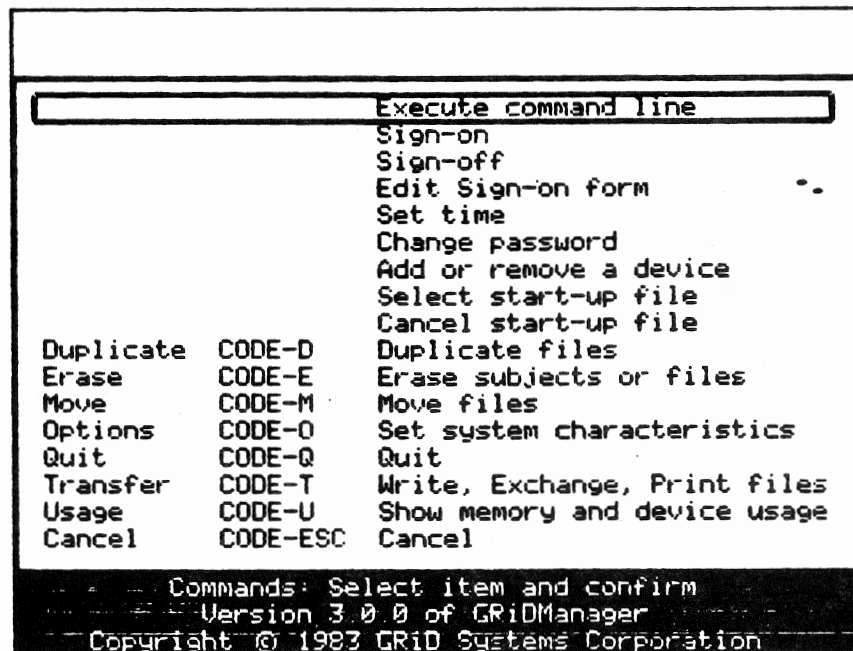 Execute command line
Sign-on
Sign-off
Edit Sign-on form
Set time
Change password
Add or remove a device
Select start-up file
Cancel start-up file
Duplicate CODE-D Duplicate files
Erase CODE-E Erase subjects or files
Move CODE-M Move files
Options CODE-O Set system characteristics
Quit CODE-Q Quit
Transfer CODE-T Write, Exchange, Print files
Usage CODE-U Show memory and device usage
Cancel CODE-ESC Cancel
Commands: Select item and confirm
Version 3.0.0 of GRiDManager
Copyright © 1983 GRiD Systems Corporation